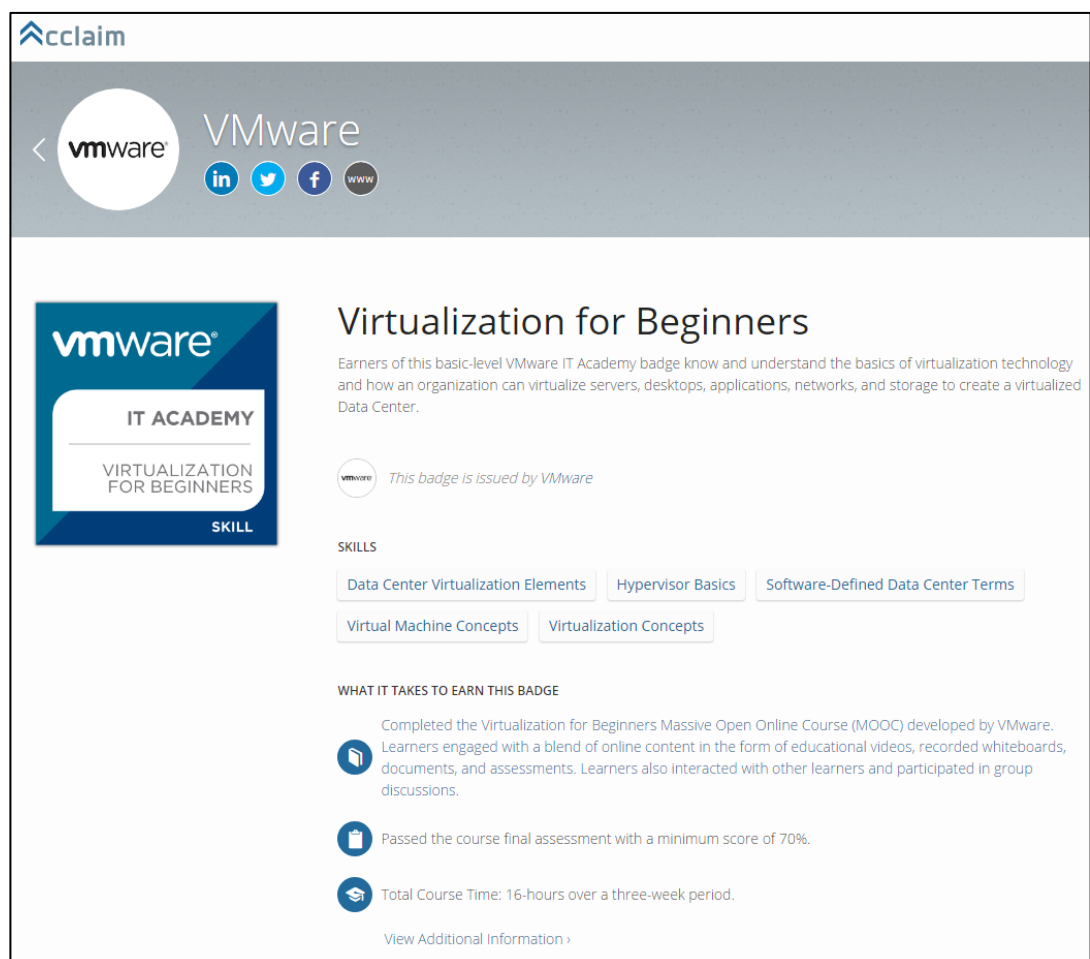 Acclaim
vmware
VMware
in
f
www
vmware®
IT ACADEMY
VIRTUALIZATION
FOR BEGINNERS
SKILL
Virtualization for Beginners
Earners of this basic-level VMware IT Academy badge know and understand the basics of virtualization technology
and how an organization can virtualize servers, desktops, applications, networks, and storage to create a virtualized
Data Center.
vmware
This badge is issued by VMware
SKILLS
Data Center Virtualization Elements
Hypervisor Basics
Software-Defined Data Center Terms
Virtual Machine Concepts
Virtualization Concepts
WHAT IT TAKES TO EARN THIS BADGE
Completed the Virtualization for Beginners Massive Open Online Course (MOOC) developed by VMware.
Learners engaged with a blend of online content in the form of educational videos, recorded whiteboards,
documents, and assessments. Learners also interacted with other learners and participated in group
discussions.
Passed the course final assessment with a minimum score of 70%.
Total Course Time: 16-hours over a three-week period.
View Additional Information ›